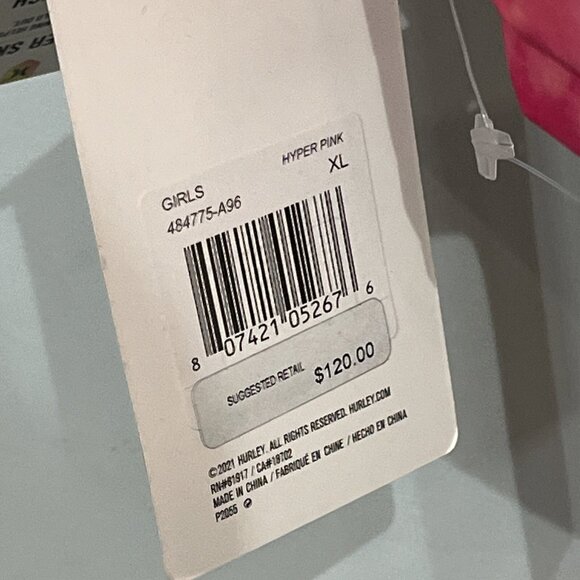 HYPER PINK
GIRLS
XL
484775-A96
8 07421 05267 6
SUGGESTED RETAIL $120.00
©2021 HURLEY. ALL RIGHTS RESERVED. HURLEY.COM
RN#81917 / CA#19702
MADE IN CHINA / FABRIQUÉ EN CHINE / HECHO EN CHINA
P2055